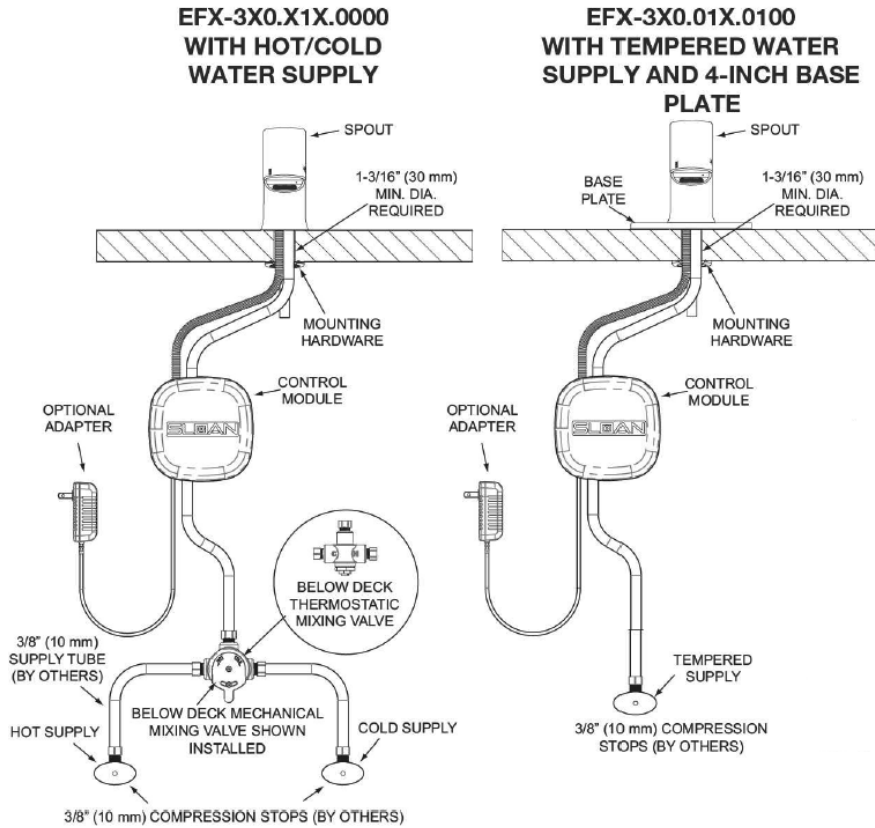 EFX-3X0.X1X.0000
WITH HOT/COLD
WATER SUPPLY
SPOUT
1-3/16” (30 mm)
MIN. DIA.
REQUIRED
MOUNTING
HARDWARE
CONTROL
MODULE
OPTIONAL
ADAPTER
SLOAN
BELOW DECK
THERMOSTATIC
MIXING VALVE
3/8” (10 mm)
SUPPLY TUBE
(BY OTHERS)
BELOW DECK MECHANICAL
MIXING VALVE SHOWN
INSTALLED
HOT SUPPLY
COLD SUPPLY
3/8” (10 mm) COMPRESSION STOPS (BY OTHERS)
EFX-3X0.01X.0100
WITH TEMPERED WATER
SUPPLY AND 4-INCH BASE
PLATE
SPOUT
BASE
PLATE
1-3/16” (30 mm)
MIN. DIA.
REQUIRED
MOUNTING
HARDWARE
CONTROL
MODULE
OPTIONAL
ADAPTER
SLOAN
TEMPERED
SUPPLY
3/8” (10 mm) COMPRESSION
STOPS (BY OTHERS)